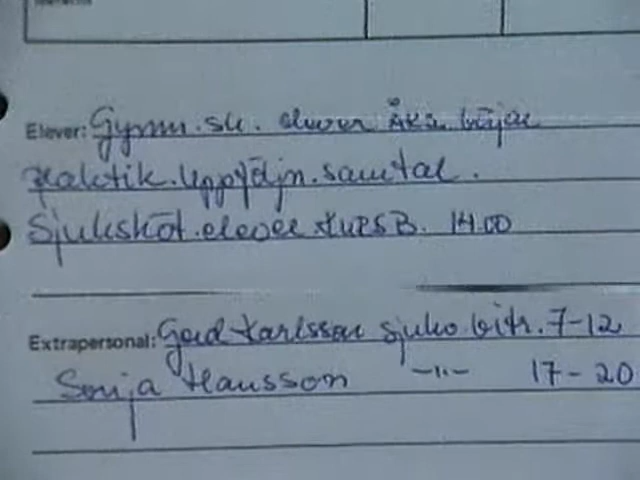 Elever: Gymn.sk. elever ÅK2 börjar
praktik. Uppföljn. samtal.
Sjuksköt. elever KURS B. 14.00
Extrapersonal: Gerd Karlsson sjukv. bitr. 7-12
Sonja Hansson -"- 17-20